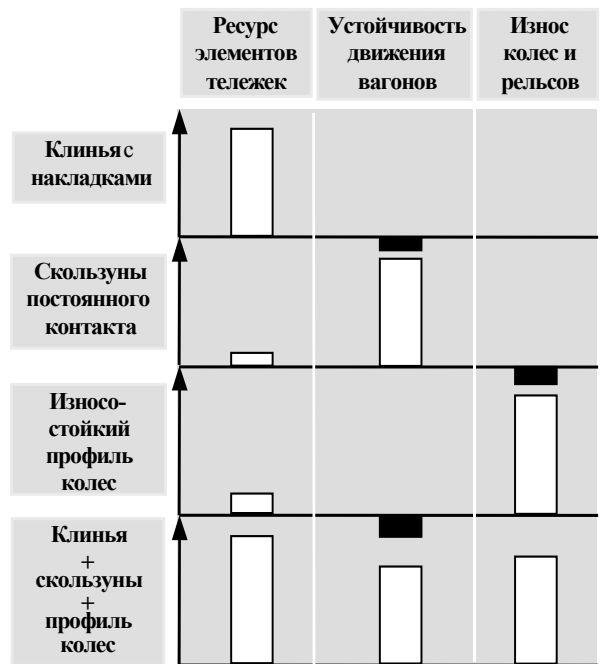 Ресурс
элементов
тележек
Устойчивость
движения
вагонов
Износ
колес и
рельсов
Клинья с
накладками
Скользуны
постоянного
контакта
Износо-
стойкий
профиль
колес
Клинья
+
скользуны
+
профиль
колес